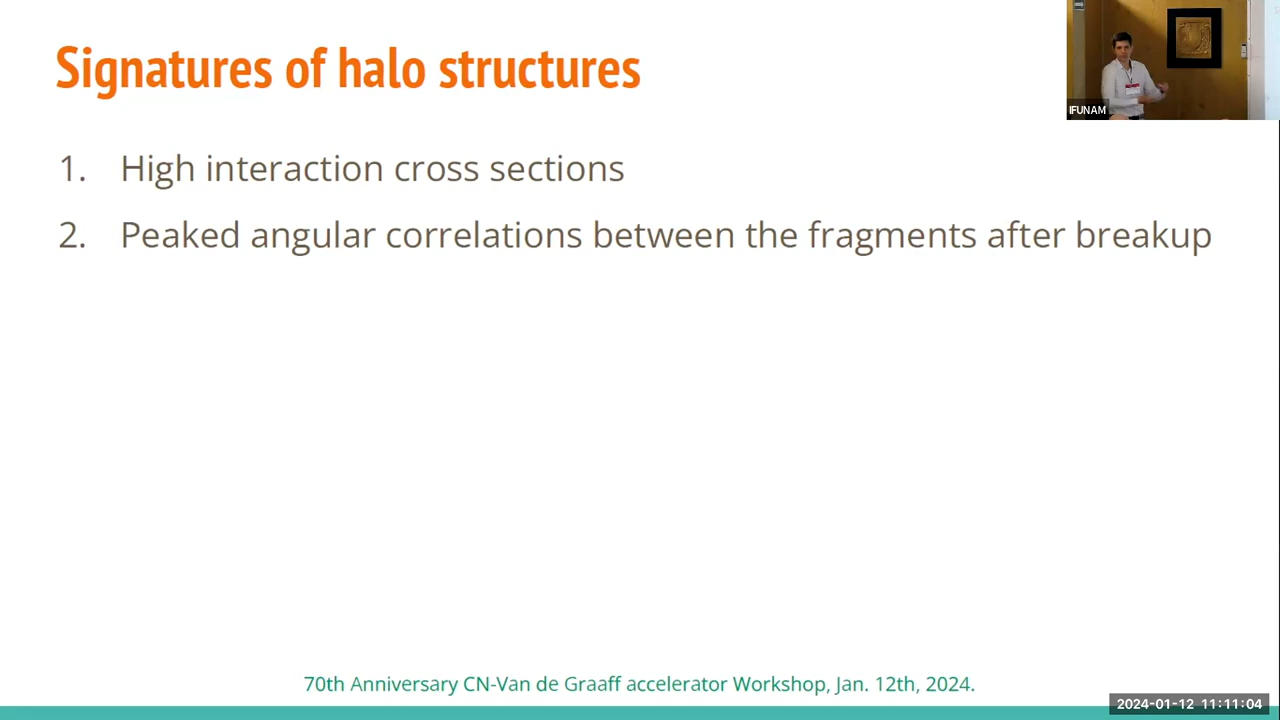 Signatures of halo structures
IFUNAM
1. High interaction cross sections
2. Peaked angular correlations between the fragments after breakup
70th Anniversary CN-Van de Graaff accelerator Workshop, Jan. 12th, 2024.
2024-01-12 11:11:04